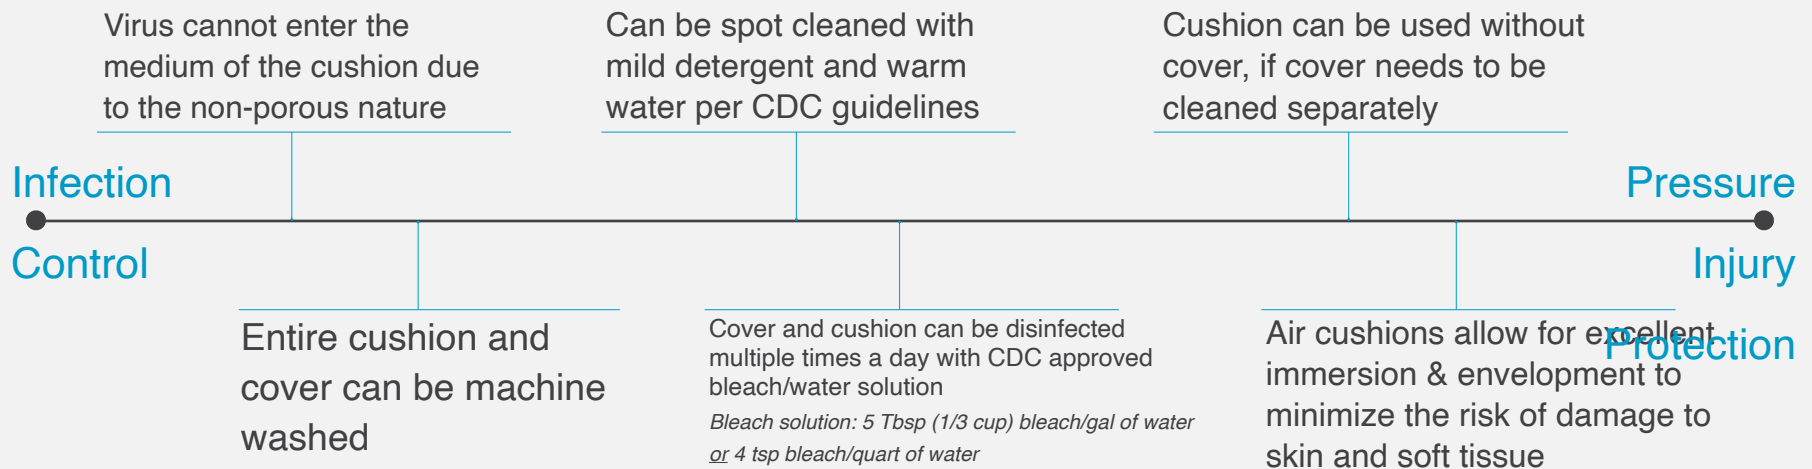 Virus cannot enter the
medium of the cushion due
to the non-porous nature
Can be spot cleaned with
mild detergent and warm
water per CDC guidelines
Cushion can be used without
cover, if cover needs to be
cleaned separately
Infection
Control
Pressure
Injury
Protection
Entire cushion and
cover can be machine
washed
Cover and cushion can be disinfected
multiple times a day with CDC approved
bleach/water solution
Bleach solution: 5 Tbsp (1/3 cup) bleach/gal of water
or 4 tsp bleach/quart of water
Air cushions allow for excellent
immersion & envelopment to
minimize the risk of damage to
skin and soft tissue